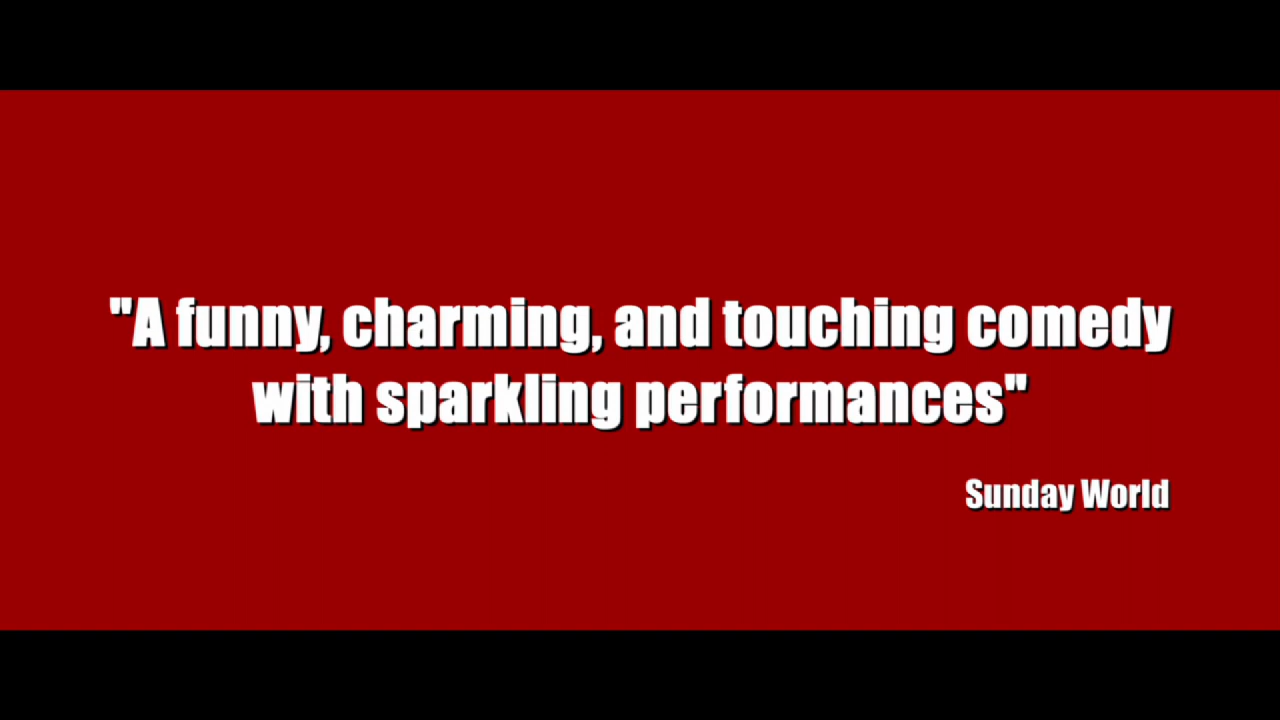 "A funny, charming, and touching comedy
with sparkling performances"
Sunday World